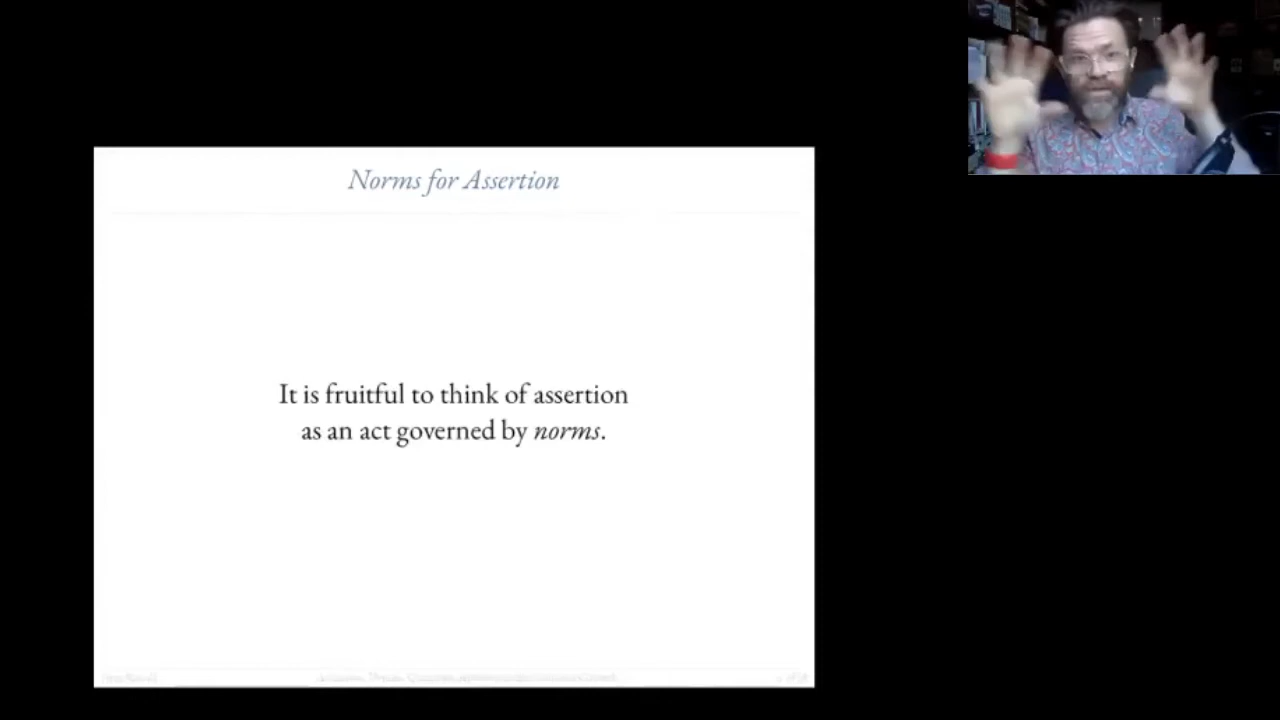 Norms for Assertion
It is fruitful to think of assertion
as an act governed by norms.